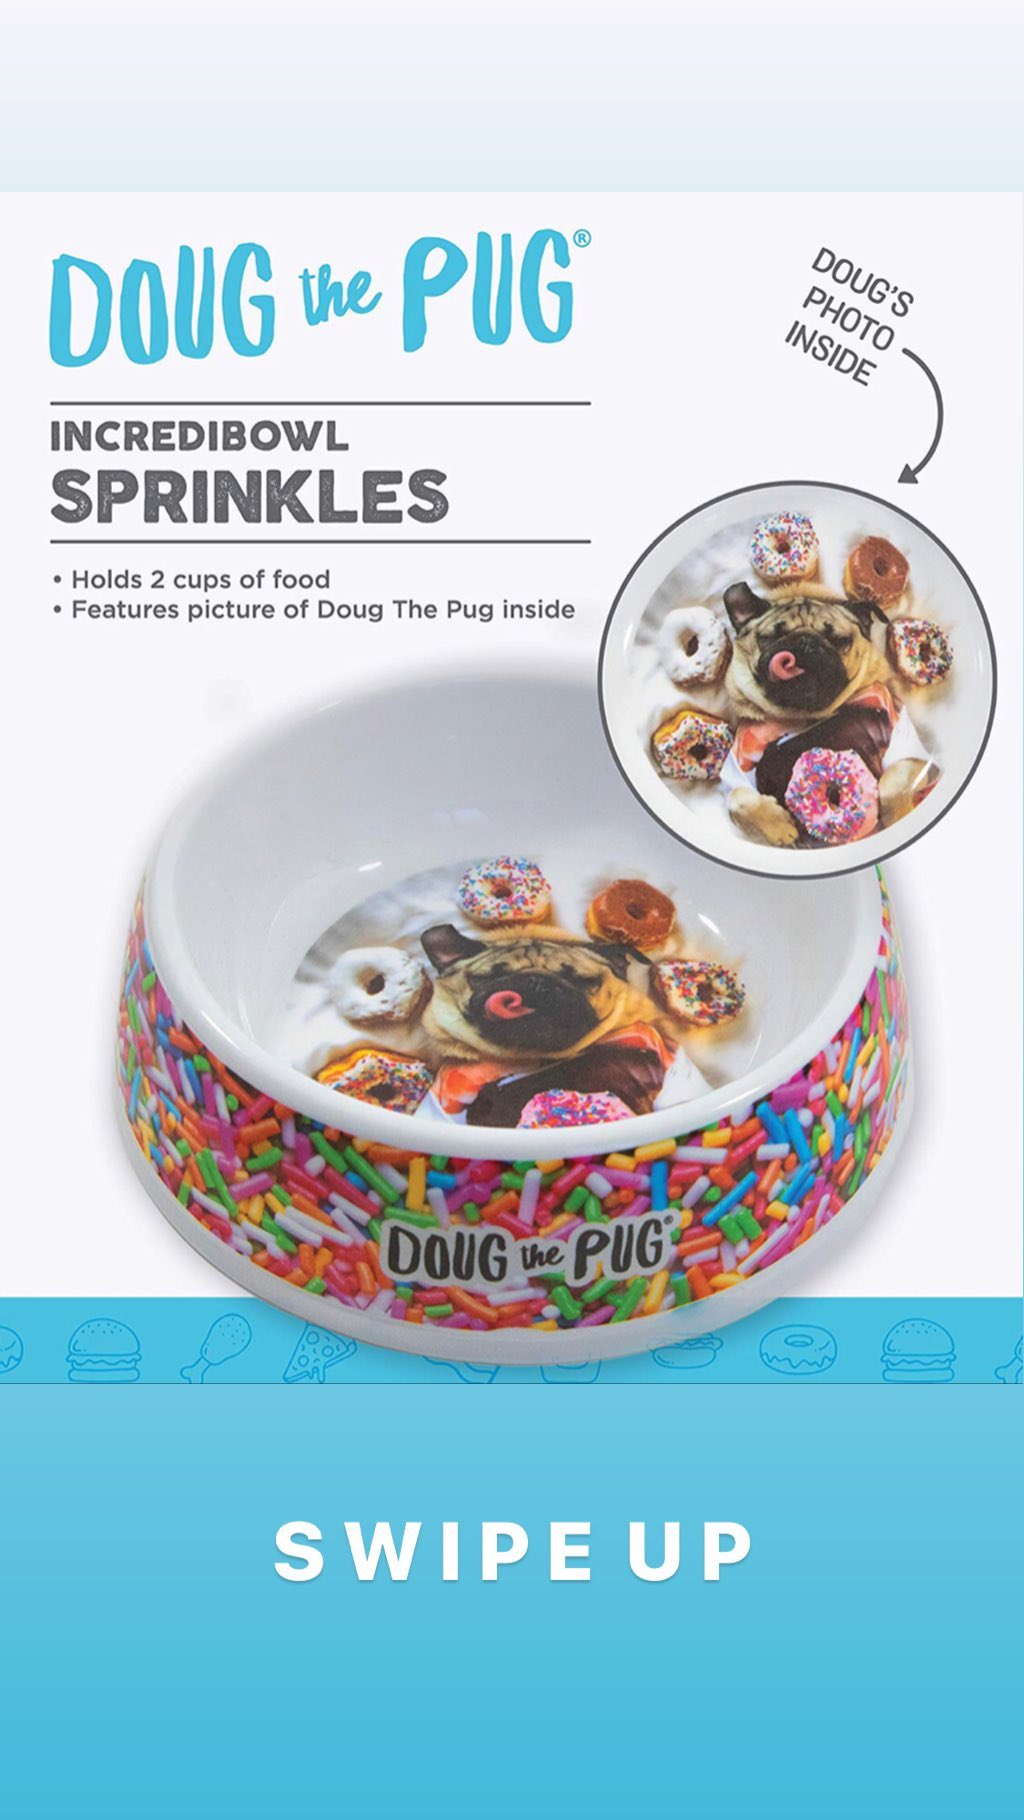 DOUG the PUG®
INCREDIBOWL
SPRINKLES
• Holds 2 cups of food
• Features picture of Doug The Pug inside
DOUG'S
PHOTO
INSIDE
DOUG the PUG®
SWIPE UP